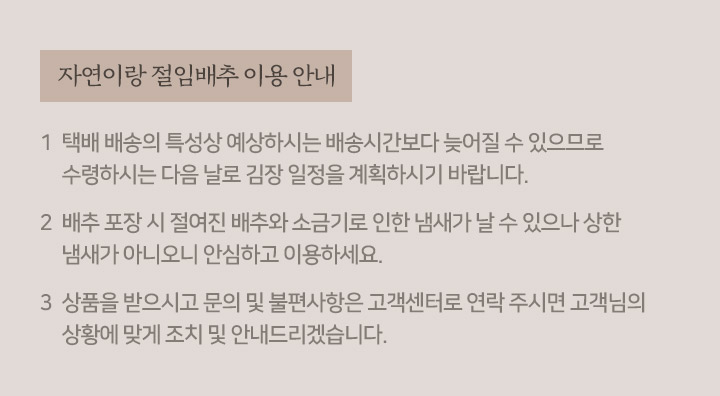 자연이랑 절임배추 이용 안내
1 택배 배송의 특성상 예상하시는 배송시간보다 늦어질 수 있으므로
수령하시는 다음 날로 김장 일정을 계획하시기 바랍니다.
2 배추 포장 시 절여진 배추와 소금기로 인한 냄새가 날 수 있으나 상한
냄새가 아니오니 안심하고 이용하세요.
3 상품을 받으시고 문의 및 불편사항은 고객센터로 연락 주시면 고객님의
상황에 맞게 조치 및 안내드리겠습니다.